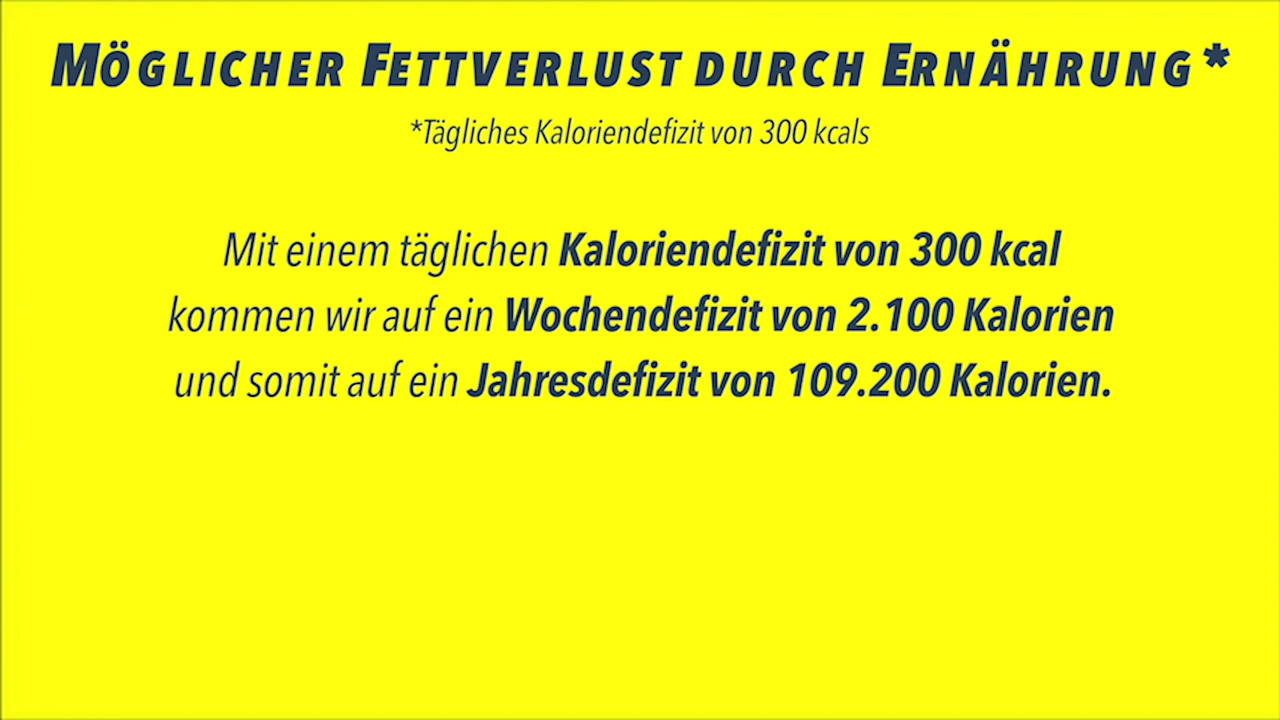 Möglicher Fettverlust durch Ernährung*
*Tägliches Kaloriendefizit von 300 kcals
Mit einem täglichen Kaloriendefizit von 300 kcal
kommen wir auf ein Wochendefizit von 2.100 Kalorien
und somit auf ein Jahresdefizit von 109.200 Kalorien.